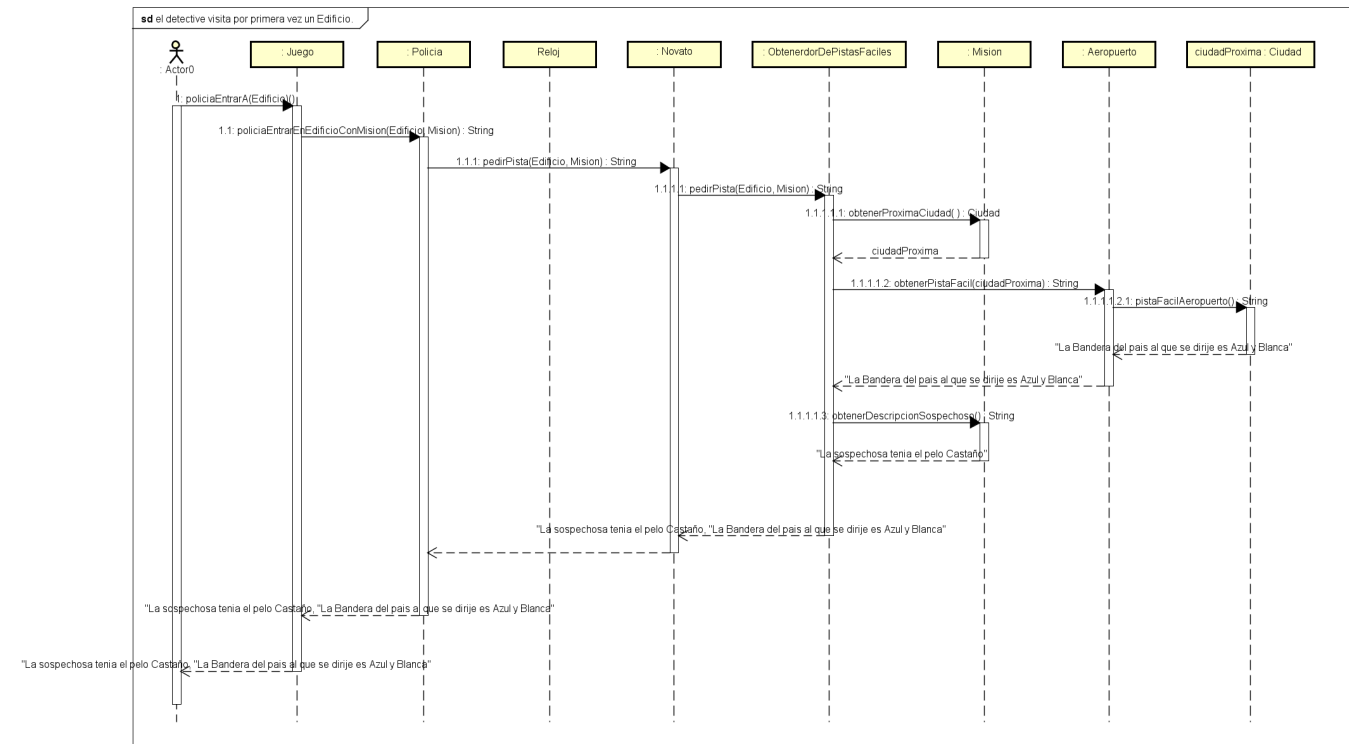 sd el detective visita por primera vez un Edificio.
: Actor0
: Juego
: Policia
Reloj
: Novato
: ObtenerdorDePistasFaciles
: Mision
: Aeropuerto
ciudadProxima : Ciudad
1: policiaEntrarA(Edificio)()
1.1: policiaEntrarEnEdificioConMision(Edificio, Mision) : String
1.1.1: pedirPista(Edificio, Mision) : String
1.1.1.1: pedirPista(Edificio, Mision) : String
1.1.1.1.1: obtenerProximaCiudad( ) : Ciudad
ciudadProxima
1.1.1.1.2: obtenerPistaFacil(ciudadProxima) : String
1.1.1.1.2.1: pistaFacilAeropuerto() : String
"La Bandera del pais al que se dirije es Azul y Blanca"
"La Bandera del pais al que se dirije es Azul y Blanca"
1.1.1.1.3: obtenerDescripcionSospechoso() : String
"La sospechosa tenia el pelo Castaño"
"La sospechosa tenia el pelo Castaño, "La Bandera del pais al que se dirije es Azul y Blanca"
"La sospechosa tenia el pelo Castaño, "La Bandera del pais al que se dirije es Azul y Blanca"
"La sospechosa tenia el pelo Castaño, "La Bandera del pais al que se dirije es Azul y Blanca"